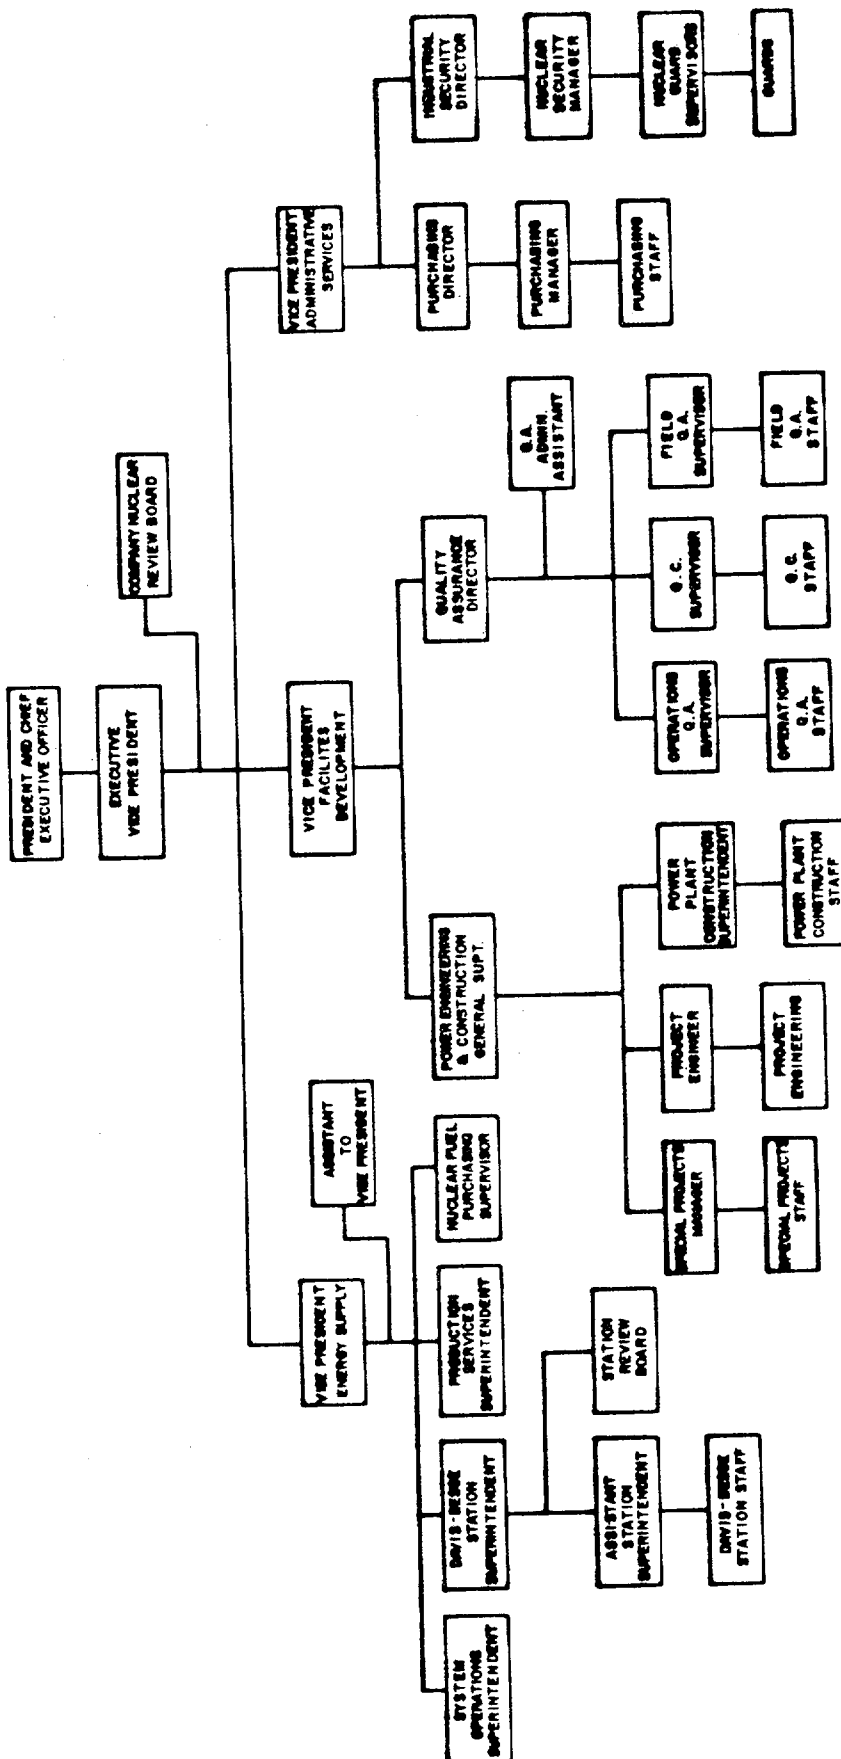 PRESIDENT AND CHIEF
EXECUTIVE OFFICER
EXECUTIVE
VICE PRESIDENT
COMPANY NUCLEAR
REVIEW BOARD
VICE PRESIDENT
ENERGY SUPPLY
VICE PRESIDENT
FACILITES
DEVELOPMENT
VICE PRESIDENT
ADMINISTRATIVE
SERVICES
ASSISTANT
TO
VICE PRESIDENT
SYSTEM
OPERATIONS
SUPERINTENDENT
DAVIS-BESSE
STATION
SUPERINTENDENT
PRODUCTION
SERVICES
SUPERINTENDENT
NUCLEAR FUEL
PURCHASING
SUPERVISOR
POWER ENGINEERING
& CONSTRUCTION
GENERAL SUPT.
QUALITY
ASSURANCE
DIRECTOR
PURCHASING
DIRECTOR
INDUSTRIAL
SECURITY
DIRECTOR
Q.A.
ADMIN.
ASSISTANT
PURCHASING
MANAGER
NUCLEAR
SECURITY
MANAGER
ASSISTANT
STATION
SUPERINTENDENT
STATION
REVIEW
BOARD
SPECIAL PROJECTS
MANAGER
PROJECT
ENGINEER
POWER
PLANT
CONSTRUCTION
SUPERINTENDENT
OPERATIONS
Q.A.
SUPERVISOR
Q.C.
SUPERVISOR
FIELD
Q.A.
SUPERVISOR
PURCHASING
STAFF
NUCLEAR
GUARD
SUPERVISORS
DAVIS-BESSE
STATION STAFF
SPECIAL PROJECTS
STAFF
PROJECT
ENGINEERING
POWER PLANT
CONSTRUCTION
STAFF
OPERATIONS
Q.A.
STAFF
Q.C.
STAFF
FIELD
Q.A.
STAFF
GUARDS